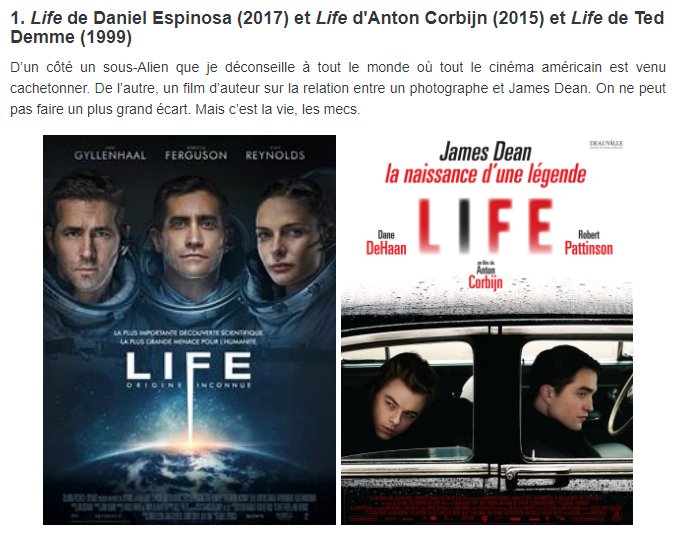 1. Life de Daniel Espinosa (2017) et Life d'Anton Corbijn (2015) et Life de Ted
Demme (1999)
D’un côté un sous-Alien que je déconseille à tout le monde où tout le cinéma américain est venu
cachetonner. De l’autre, un film d’auteur sur la relation entre un photographe et James Dean. On ne peut
pas faire un plus grand écart. Mais c’est la vie, les mecs.
GYLLENHAAL FERGUSON REYNOLDS
LA PLUS IMPORTANTE DÉCOUVERTE SCIENTIFIQUE.
LA PLUS GRANDE MENACE POUR L'HUMANITÉ.
LIFE
ORIGINE INCONNUE
DEAUVILLE
James Dean
la naissance d'une légende
LIFE
Dane
DeHaan
Robert
Pattinson
un film de
Anton
Corbijn